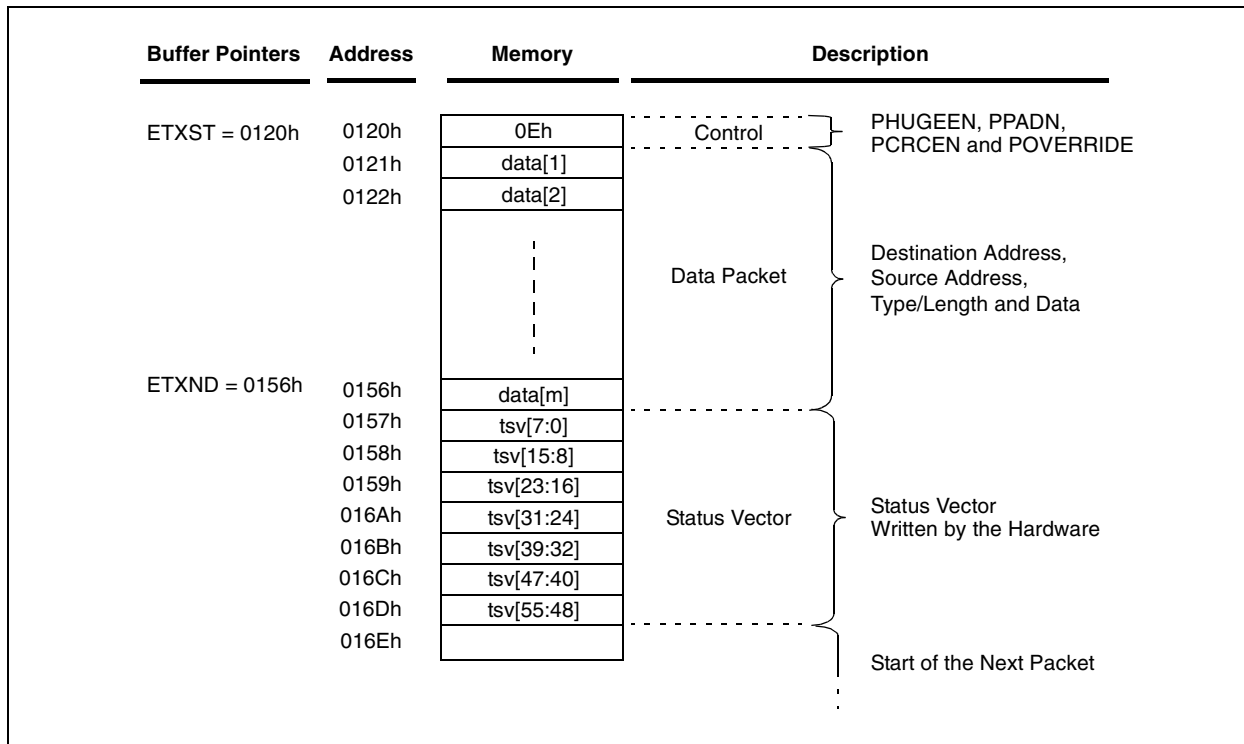 Buffer Pointers Address Memory Description
ETXST = 0120h 0120h 0Eh Control PHUGEEN, PPADN,
PCRCEN and POVERRIDE
0121h data[1]
0122h data[2]
Data Packet
Destination Address,
Source Address,
Type/Length and Data
ETXND = 0156h 0156h data[m]
0157h tsv[7:0]
0158h tsv[15:8]
0159h tsv[23:16]
016Ah tsv[31:24] Status Vector
Status Vector
Written by the Hardware
016Bh tsv[39:32]
016Ch tsv[47:40]
016Dh tsv[55:48]
016Eh
Start of the Next Packet